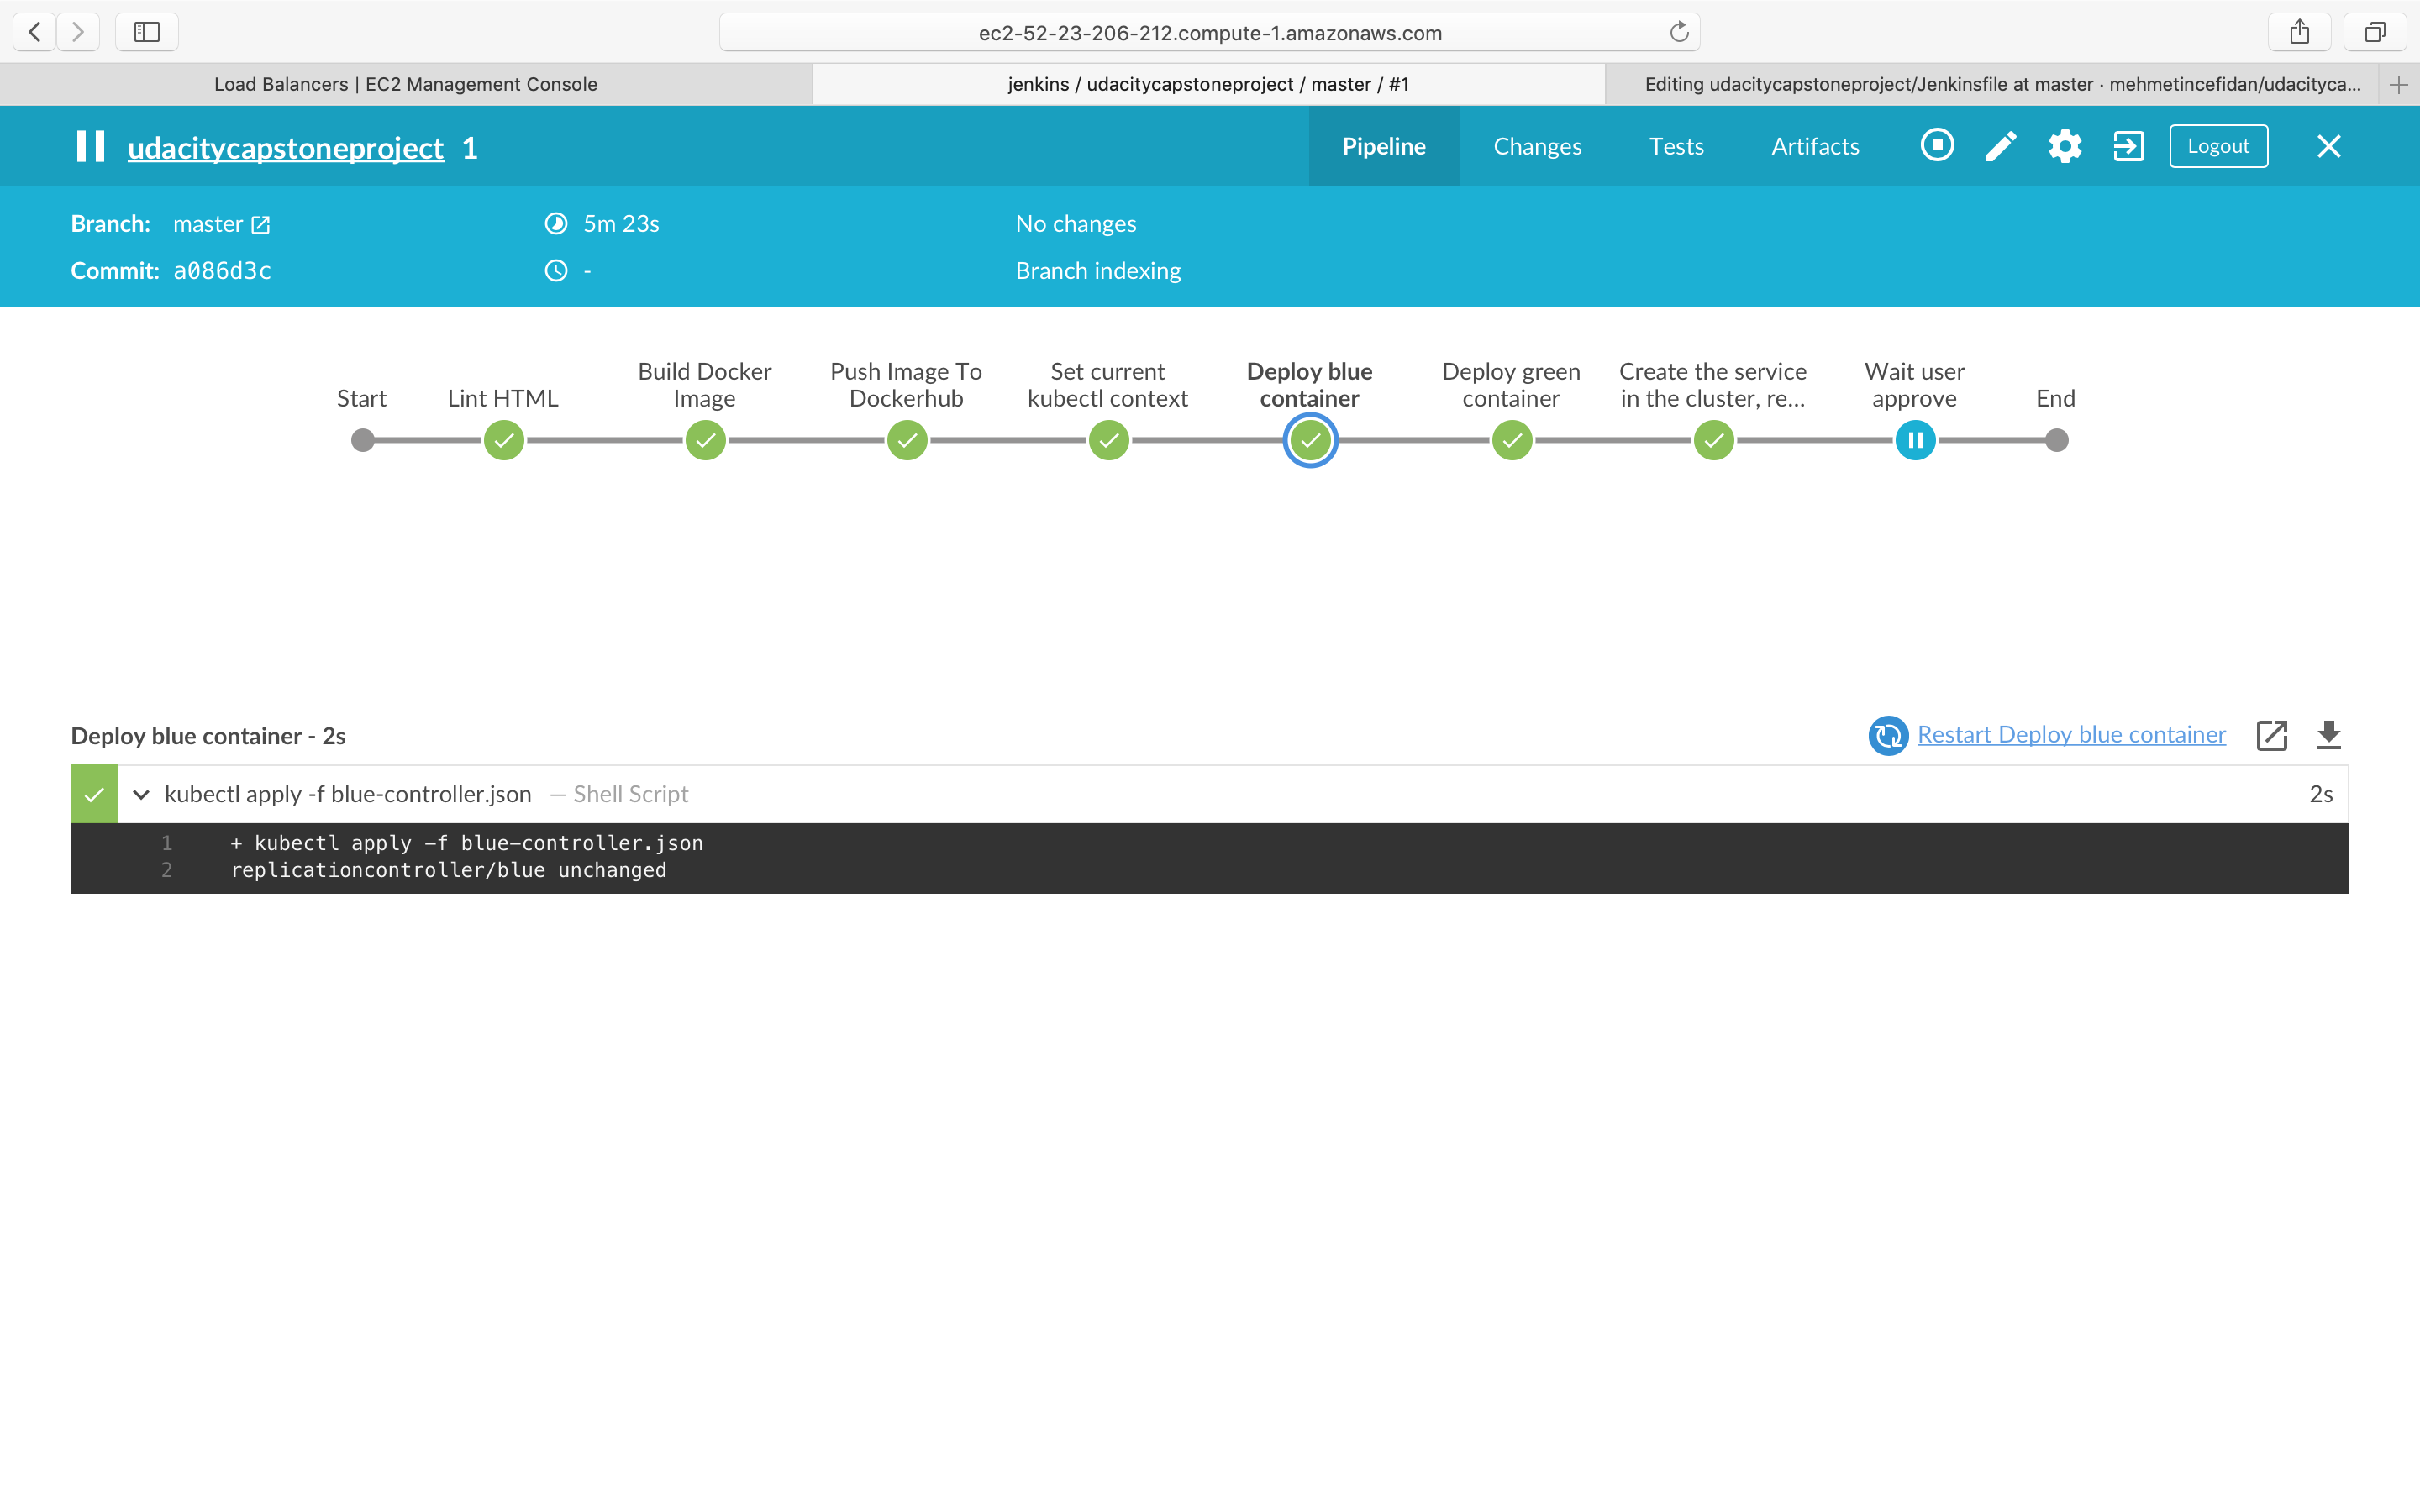 ec2-52-23-206-212.compute-1.amazonaws.com
Load Balancers | EC2 Management Console
jenkins / udacitycapstoneproject / master / #1
Editing udacitycapstoneproject/Jenkinsfile at master · mehmetincefidan/udacityca...
udacitycapstoneproject 1
Pipeline
Changes
Tests
Artifacts
Logout
Branch: master
5m 23s
No changes
Commit: a086d3c
-
Branch indexing
Start
Lint HTML
Build Docker
Image
Push Image To
Dockerhub
Set current
kubectl context
Deploy blue
container
Deploy green
container
Create the service
in the cluster, re...
Wait user
approve
End
Deploy blue container - 2s
Restart Deploy blue container
kubectl apply -f blue-controller.json — Shell Script
2s
1 + kubectl apply -f blue-controller.json
2 replicationcontroller/blue unchanged